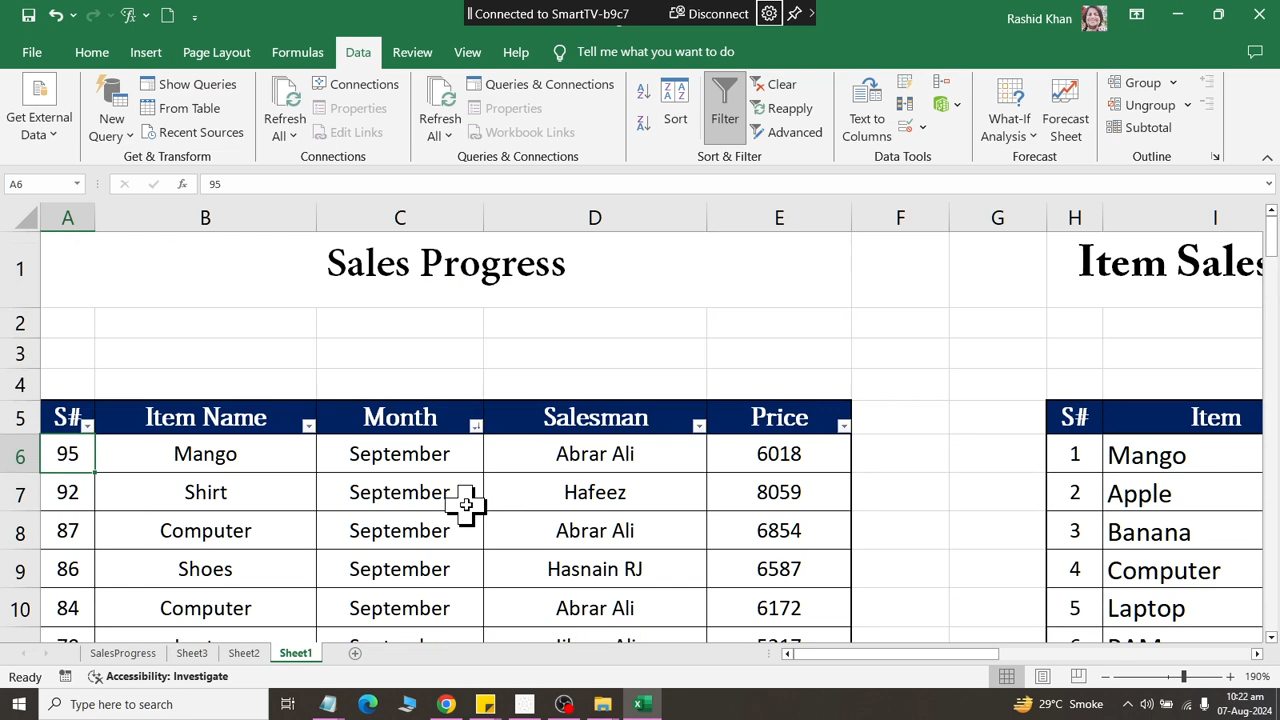 Connected to SmartTV-b9c7 Disconnect
Rashid Khan
File Home Insert Page Layout Formulas Data Review View Help Tell me what you want to do
Get External Data
New Query
Show Queries
From Table
Recent Sources
Get & Transform
Refresh All
Connections
Properties
Edit Links
Connections
Refresh All
Queries & Connections
Properties
Workbook Links
Queries & Connections
Sort
Filter
Clear
Reapply
Advanced
Sort & Filter
Text to Columns
Data Tools
What-If Analysis
Forecast Sheet
Forecast
Group
Ungroup
Subtotal
Outline
A6 fx 95
A B C D E F G H I
1 Sales Progress Item Sales
2
3
4
5 S# Item Name Month Salesman Price S# Item
6 95 Mango September Abrar Ali 6018 1 Mango
7 92 Shirt September Hafeez 8059 2 Apple
8 87 Computer September Abrar Ali 6854 3 Banana
9 86 Shoes September Hasnain RJ 6587 4 Computer
10 84 Computer September Abrar Ali 6172 5 Laptop
SalesProgress Sheet3 Sheet2 Sheet1
Ready Accessibility: Investigate 190%
Type here to search 29°C Smoke 10:22 am
07-Aug-2024